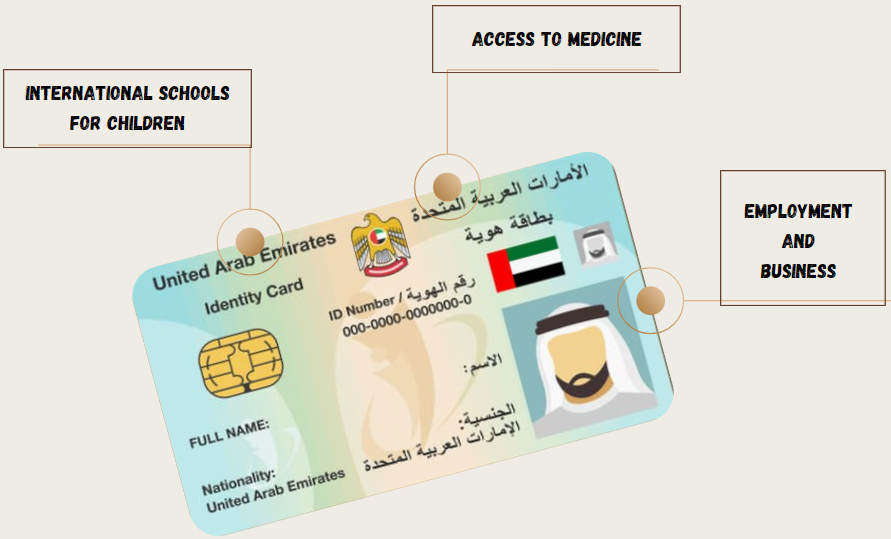 ACCESS TO MEDICINE
INTERNATIONAL SCHOOLS
FOR CHILDREN
EMPLOYMENT
AND
BUSINESS
الأمارات العربية المتحدة
United Arab Emirates
بطاقة هوية
Identity Card
ID Number / رقم الهوية
000-0000-0000000-0
الاسم:
FULL NAME:
الجنسية:
الإمارات العربية المتحدة
Nationality:
United Arab Emirates